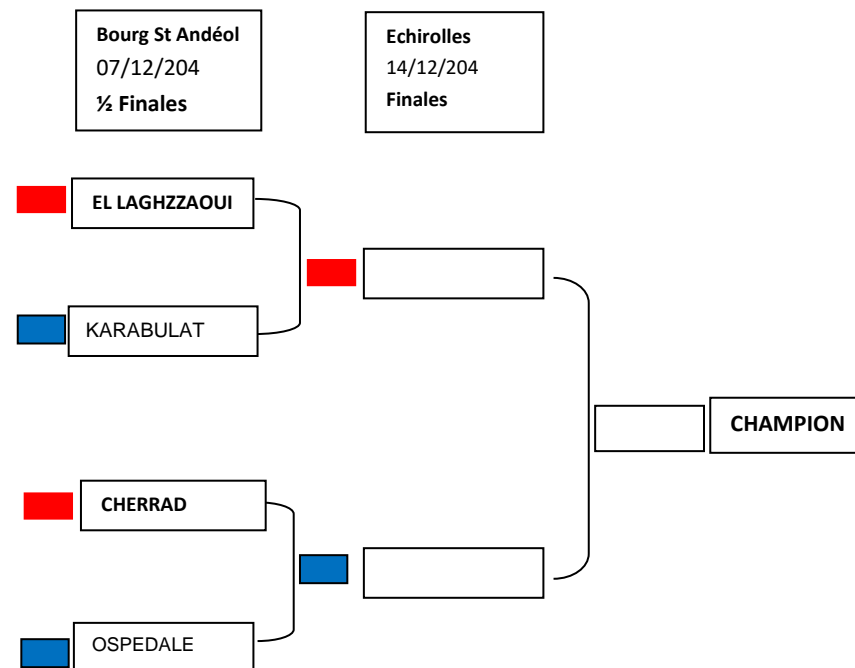 Bourg St Andéol
07/12/204
½ Finales
Echirolles
14/12/204
Finales
EL LAGHZZAOUI
KARABULAT
CHAMPION
CHERRAD
OSPEDALE